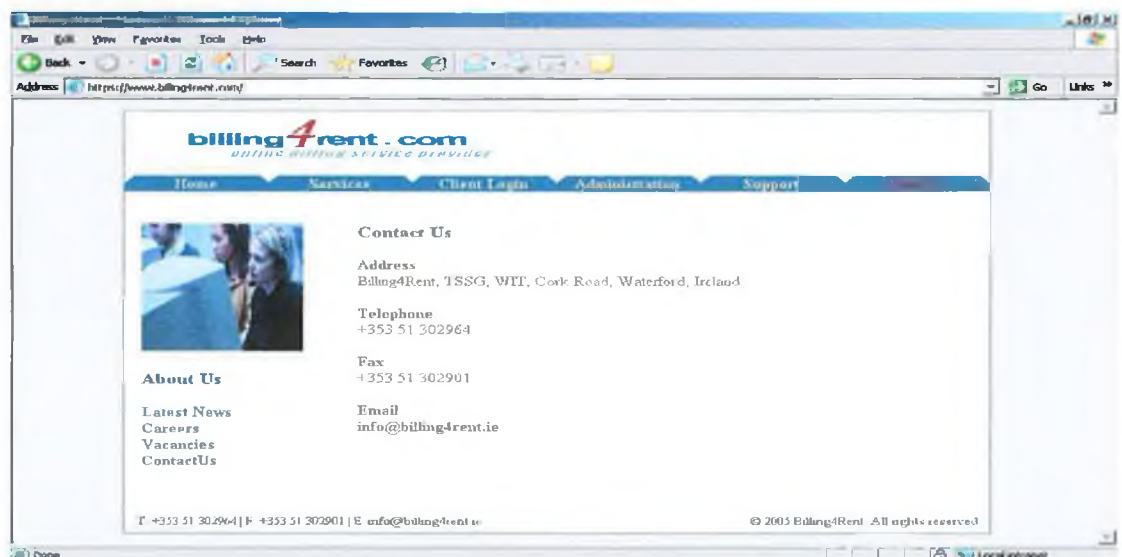 File Edit View Favorites Tools Help
Back Search Favorites
Address https://www.billing4rent.com/ Go Links »
billing4rent.com
online billing service provider
Home Services Client Login Administration Support
Contact Us
Address
Billing4Rent, TSSG, WIT, Cork Road, Waterford, Ireland
Telephone
+353 51 302964
Fax
+353 51 302901
About Us
Email
info@billing4rent.ie
Latest News
Careers
Vacancies
ContactUs
T +353 51 302964 | F +353 51 302901 | E info@billing4rent.ie
© 2005 Billing4Rent All rights reserved
Done Local intranet